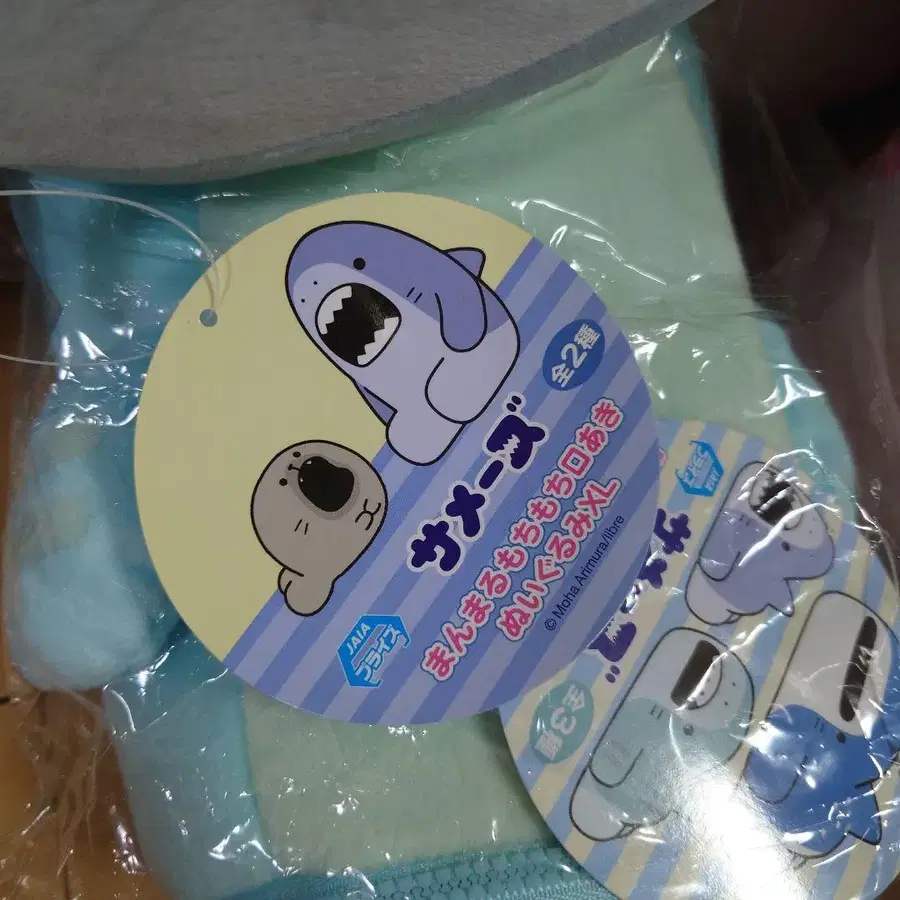 全2種
サメーズ
まんまるもちもち口あき
ぬいぐるみXL
© Moha Arimura/libre
JAIA
プライズ
全3種